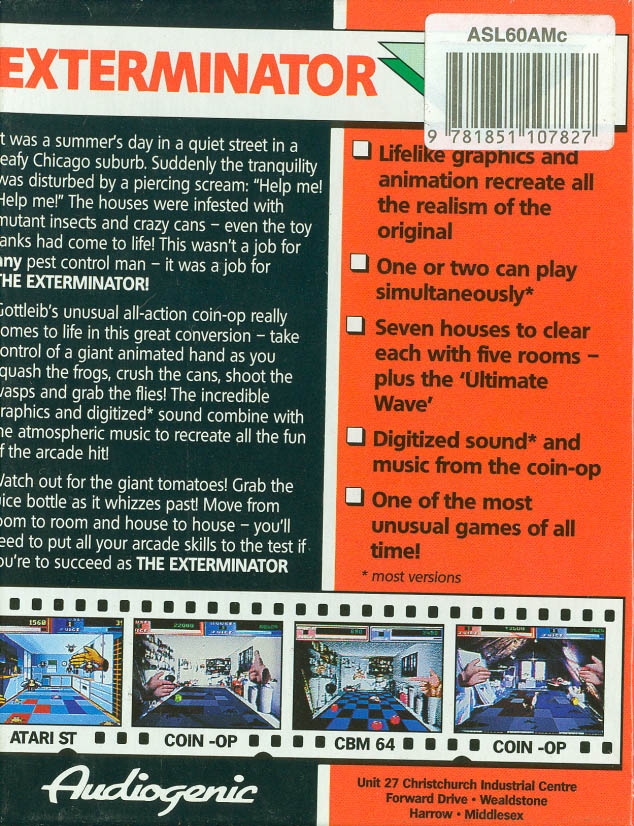 ASL60AMc
9 781851 107827
EXTERMINATOR
t was a summer's day in a quiet street in a
eafy Chicago suburb. Suddenly the tranquility
was disturbed by a piercing scream: "Help me!
Help me!" The houses were infested with
mutant insects and crazy cans – even the toy
anks had come to life! This wasn't a job for
any pest control man – it was a job for
THE EXTERMINATOR!
Gottleib's unusual all-action coin-op really
omes to life in this great conversion – take
ontrol of a giant animated hand as you
quash the frogs, crush the cans, shoot the
vasps and grab the flies! The incredible
raphics and digitized* sound combine with
he atmospheric music to recreate all the fun
f the arcade hit!
Watch out for the giant tomatoes! Grab the
uice bottle as it whizzes past! Move from
oom to room and house to house – you'll
eed to put all your arcade skills to the test if
ou're to succeed as THE EXTERMINATOR
Lifelike graphics and
animation recreate all
the realism of the
original
One or two can play
simultaneously*
Seven houses to clear
each with five rooms –
plus the 'Ultimate
Wave'
Digitized sound* and
music from the coin-op
One of the most
unusual games of all
time!
* most versions
ATARI ST
COIN -OP
CBM 64
COIN -OP
Audiogenic
Unit 27 Christchurch Industrial Centre
Forward Drive • Wealdstone
Harrow • Middlesex